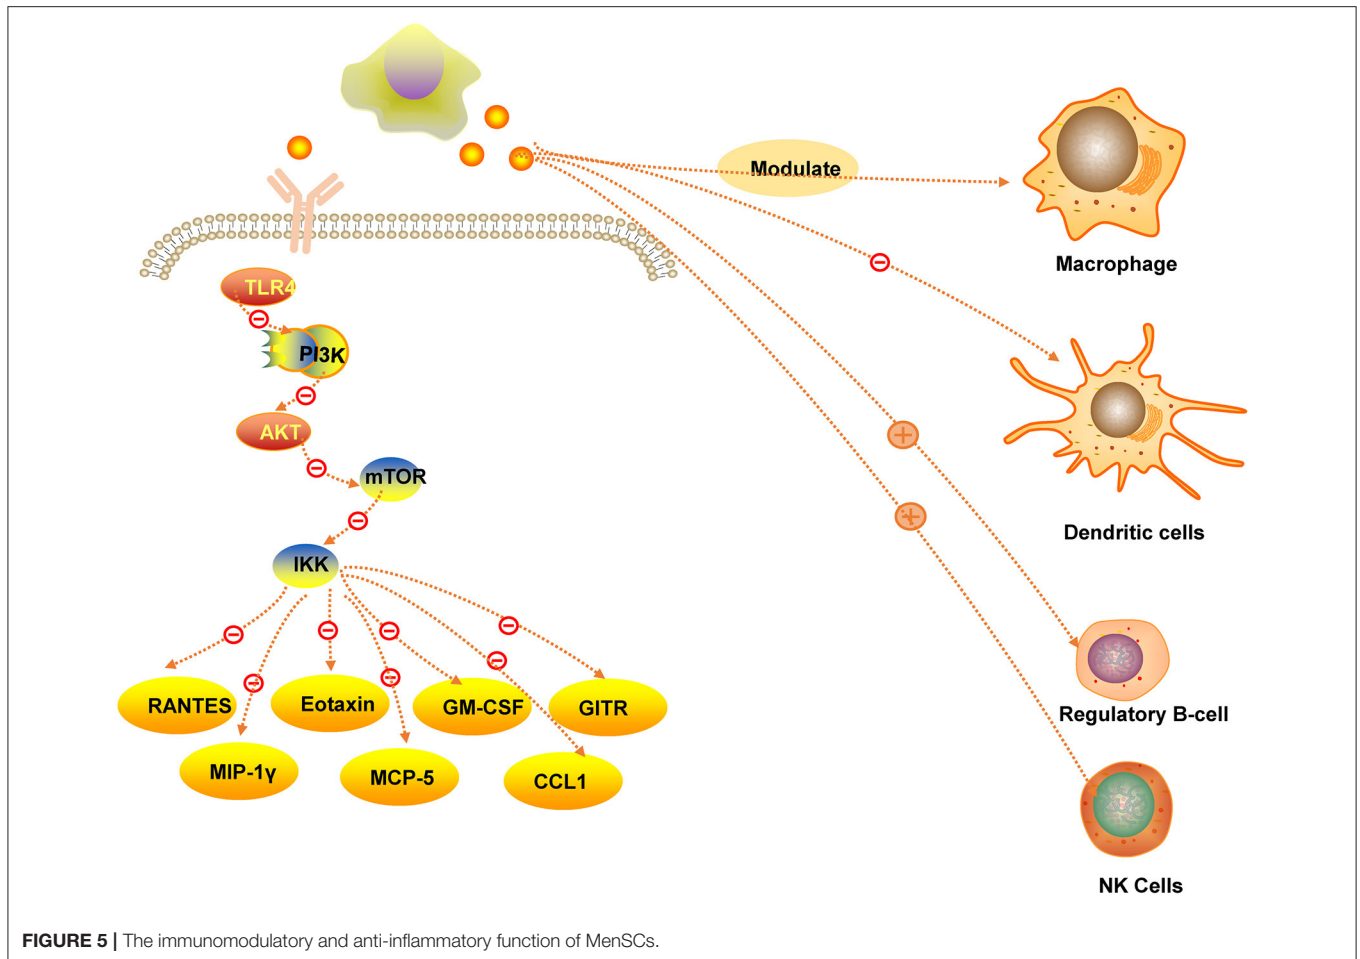 Modulate
Macrophage
TLR4
PI3K
AKT
mTOR
IKK
Dendritic cells
RANTES
Eotaxin
GM-CSF
GITR
MIP-1γ
MCP-5
CCL1
Regulatory B-cell
NK Cells
FIGURE 5 | The immunomodulatory and anti-inflammatory function of MenSCs.